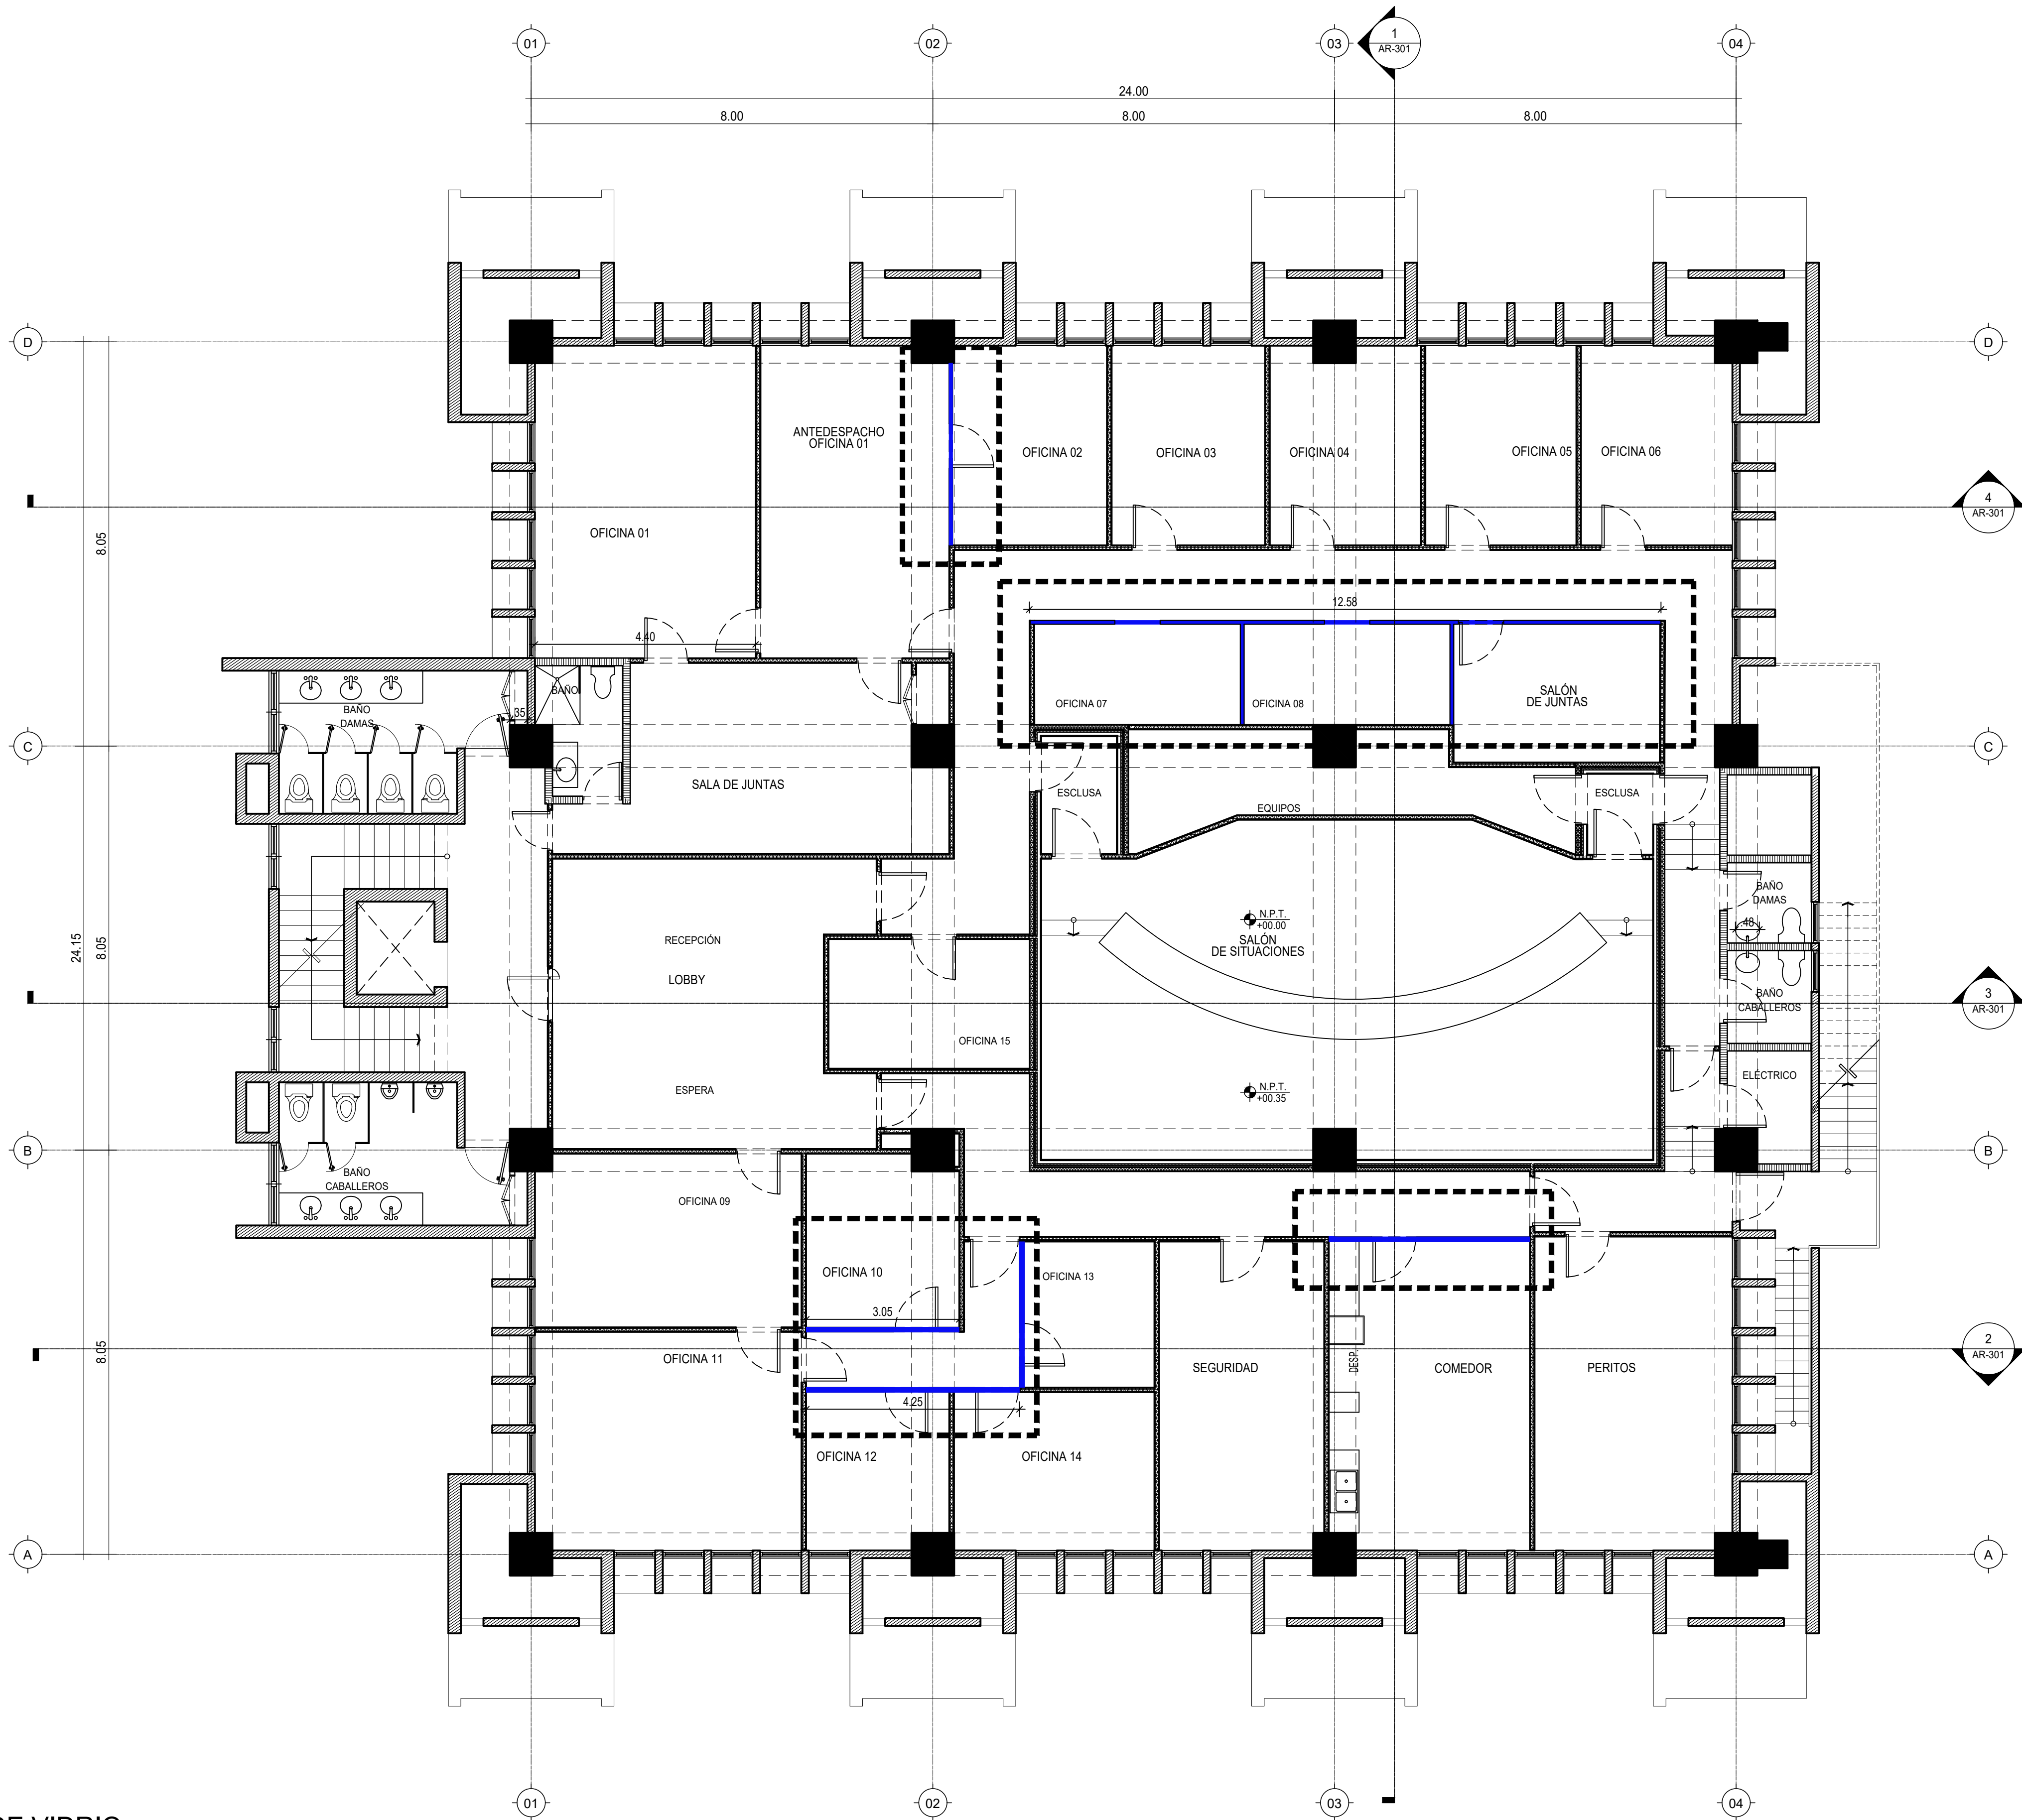 01
02
03
1
AR-301
04
24.00
8.00
8.00
8.00
D
D
ANTEDESPACHO
OFICINA 01
OFICINA 02
OFICINA 03
OFICINA 04
OFICINA 05
OFICINA 06
4
AR-301
OFICINA 01
8.05
12.58
4.40
BAÑO
BAÑO
DAMAS
.35
OFICINA 07
OFICINA 08
SALÓN
DE JUNTAS
C
C
SALA DE JUNTAS
ESCLUSA
EQUIPOS
ESCLUSA
BAÑO
DAMAS
.48
N.P.T.
+00.00
SALÓN
DE SITUACIONES
RECEPCIÓN
LOBBY
24.15
8.05
BAÑO
CABALLEROS
3
AR-301
OFICINA 15
ELÉCTRICO
ESPERA
N.P.T.
+00.35
B
B
BAÑO
CABALLEROS
OFICINA 09
OFICINA 10
OFICINA 13
3.05
8.05
OFICINA 11
SEGURIDAD
DESP.
COMEDOR
PERITOS
2
AR-301
4.25
OFICINA 12
OFICINA 14
A
A
01
02
03
04